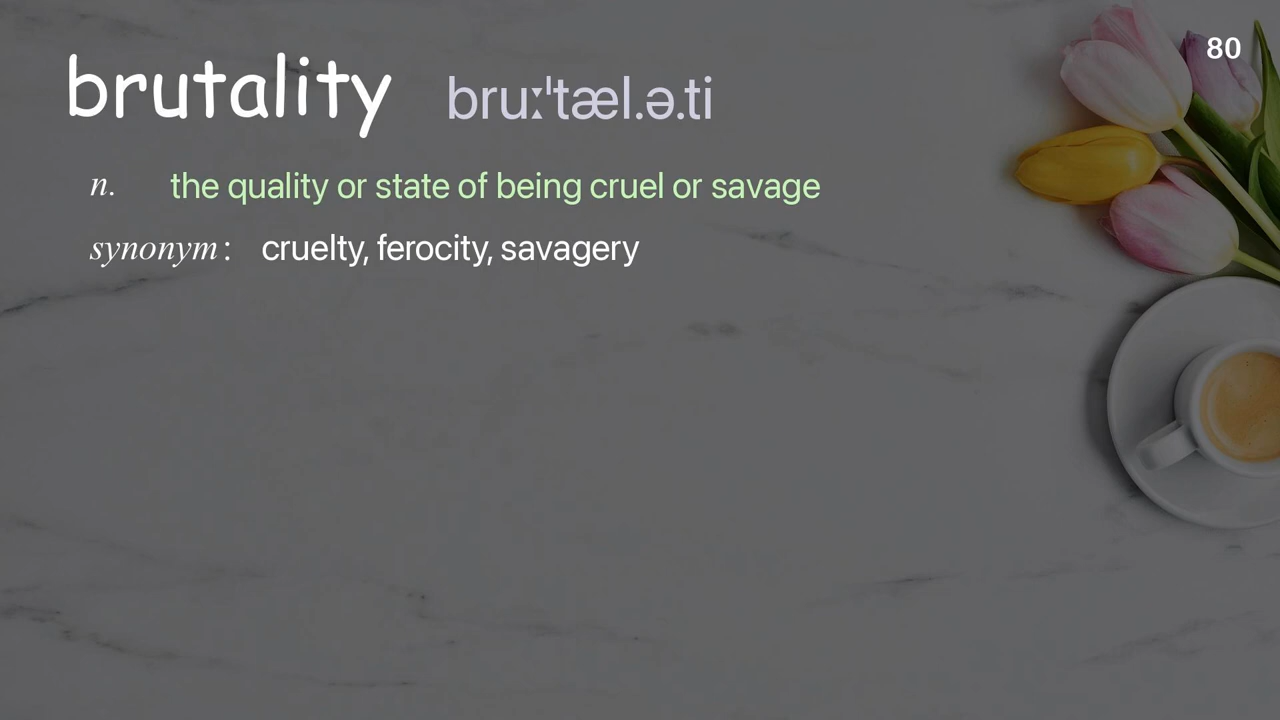 80
brutality bruːˈtæl.ə.ti
n. the quality or state of being cruel or savage
synonym: cruelty, ferocity, savagery